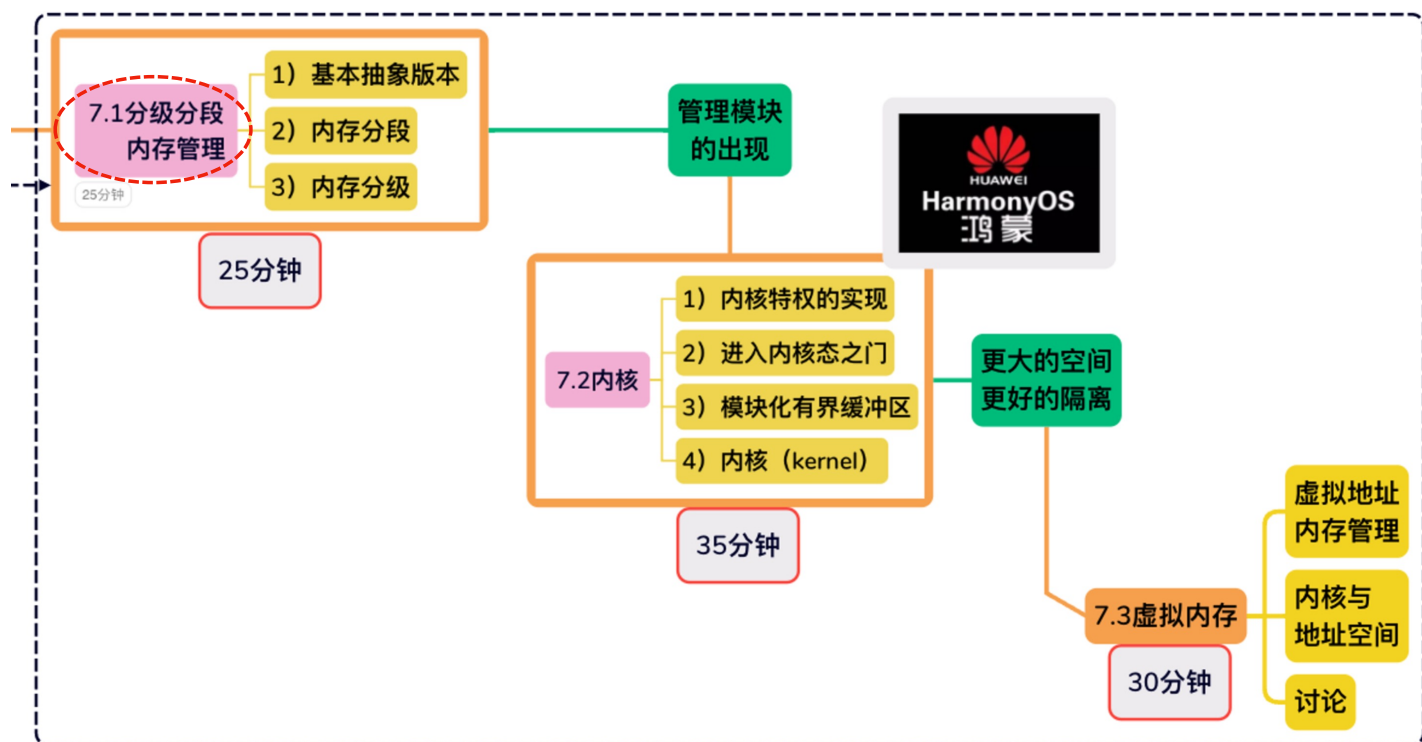 7.1分级分段
内存管理
25分钟
1）基本抽象版本
2）内存分段
3）内存分级
25分钟
管理模块
的出现
HUAWEI
HarmonyOS
鸿蒙
7.2内核
1）内核特权的实现
2）进入内核态之门
3）模块化有界缓冲区
4）内核（kernel）
35分钟
更大的空间
更好的隔离
7.3虚拟内存
30分钟
虚拟地址
内存管理
内核与
地址空间
讨论